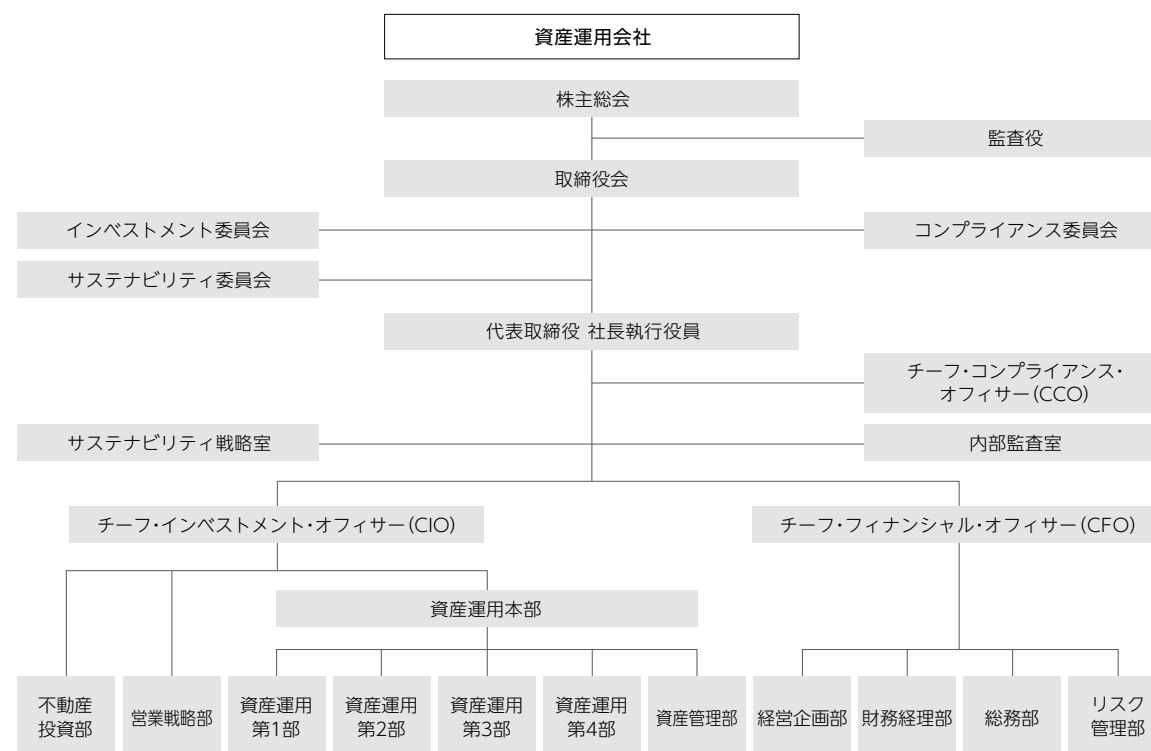 資産運用会社
株主総会
監査役
取締役会
インベストメント委員会
コンプライアンス委員会
サステナビリティ委員会
代表取締役 社長執行役員
チーフ・コンプライアンス・
オフィサー(CCO)
サステナビリティ戦略室
内部監査室
チーフ・インベストメント・オフィサー(CIO)
チーフ・フィナンシャル・オフィサー(CFO)
資産運用本部
不動産
投資部
営業戦略部
資産運用
第1部
資産運用
第2部
資産運用
第3部
資産運用
第4部
資産管理部
経営企画部
財務経理部
総務部
リスク
管理部